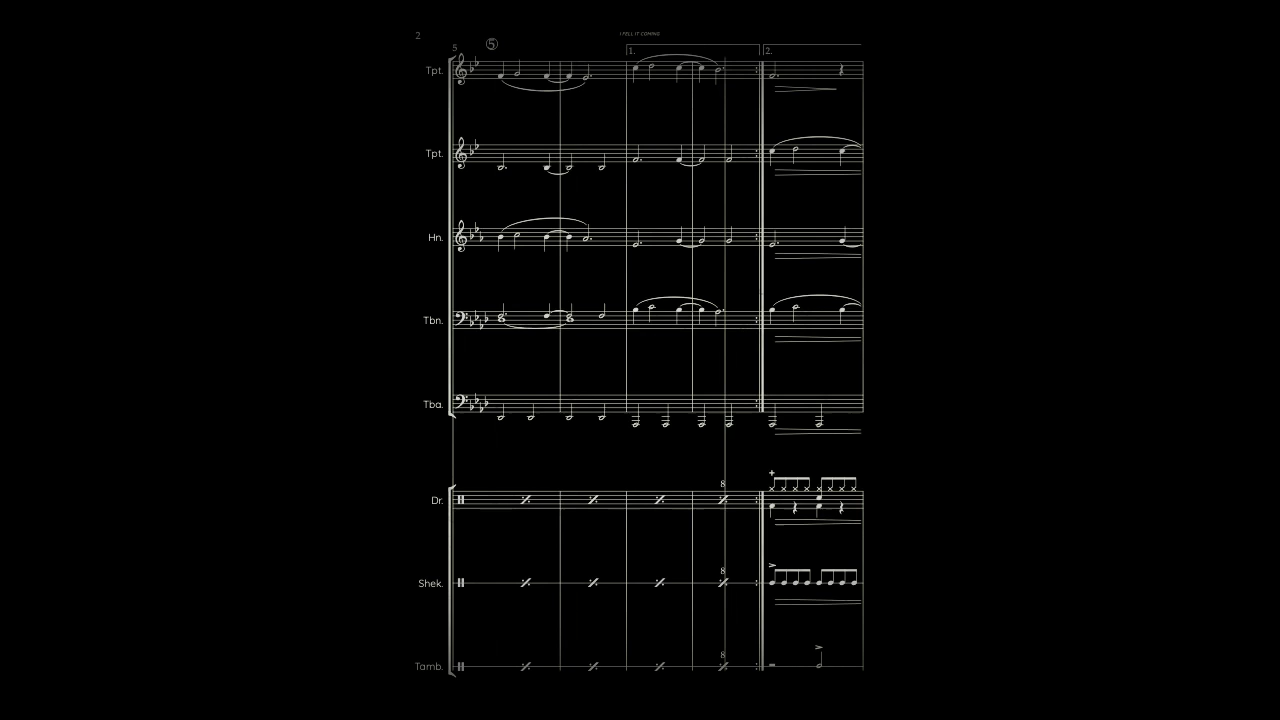 2
I FELL IT COMING
5
5
1.
2.
Tpt.
Tpt.
Hn.
Tbn.
Tba.
8
Dr.
8
Shek.
8
Tamb.